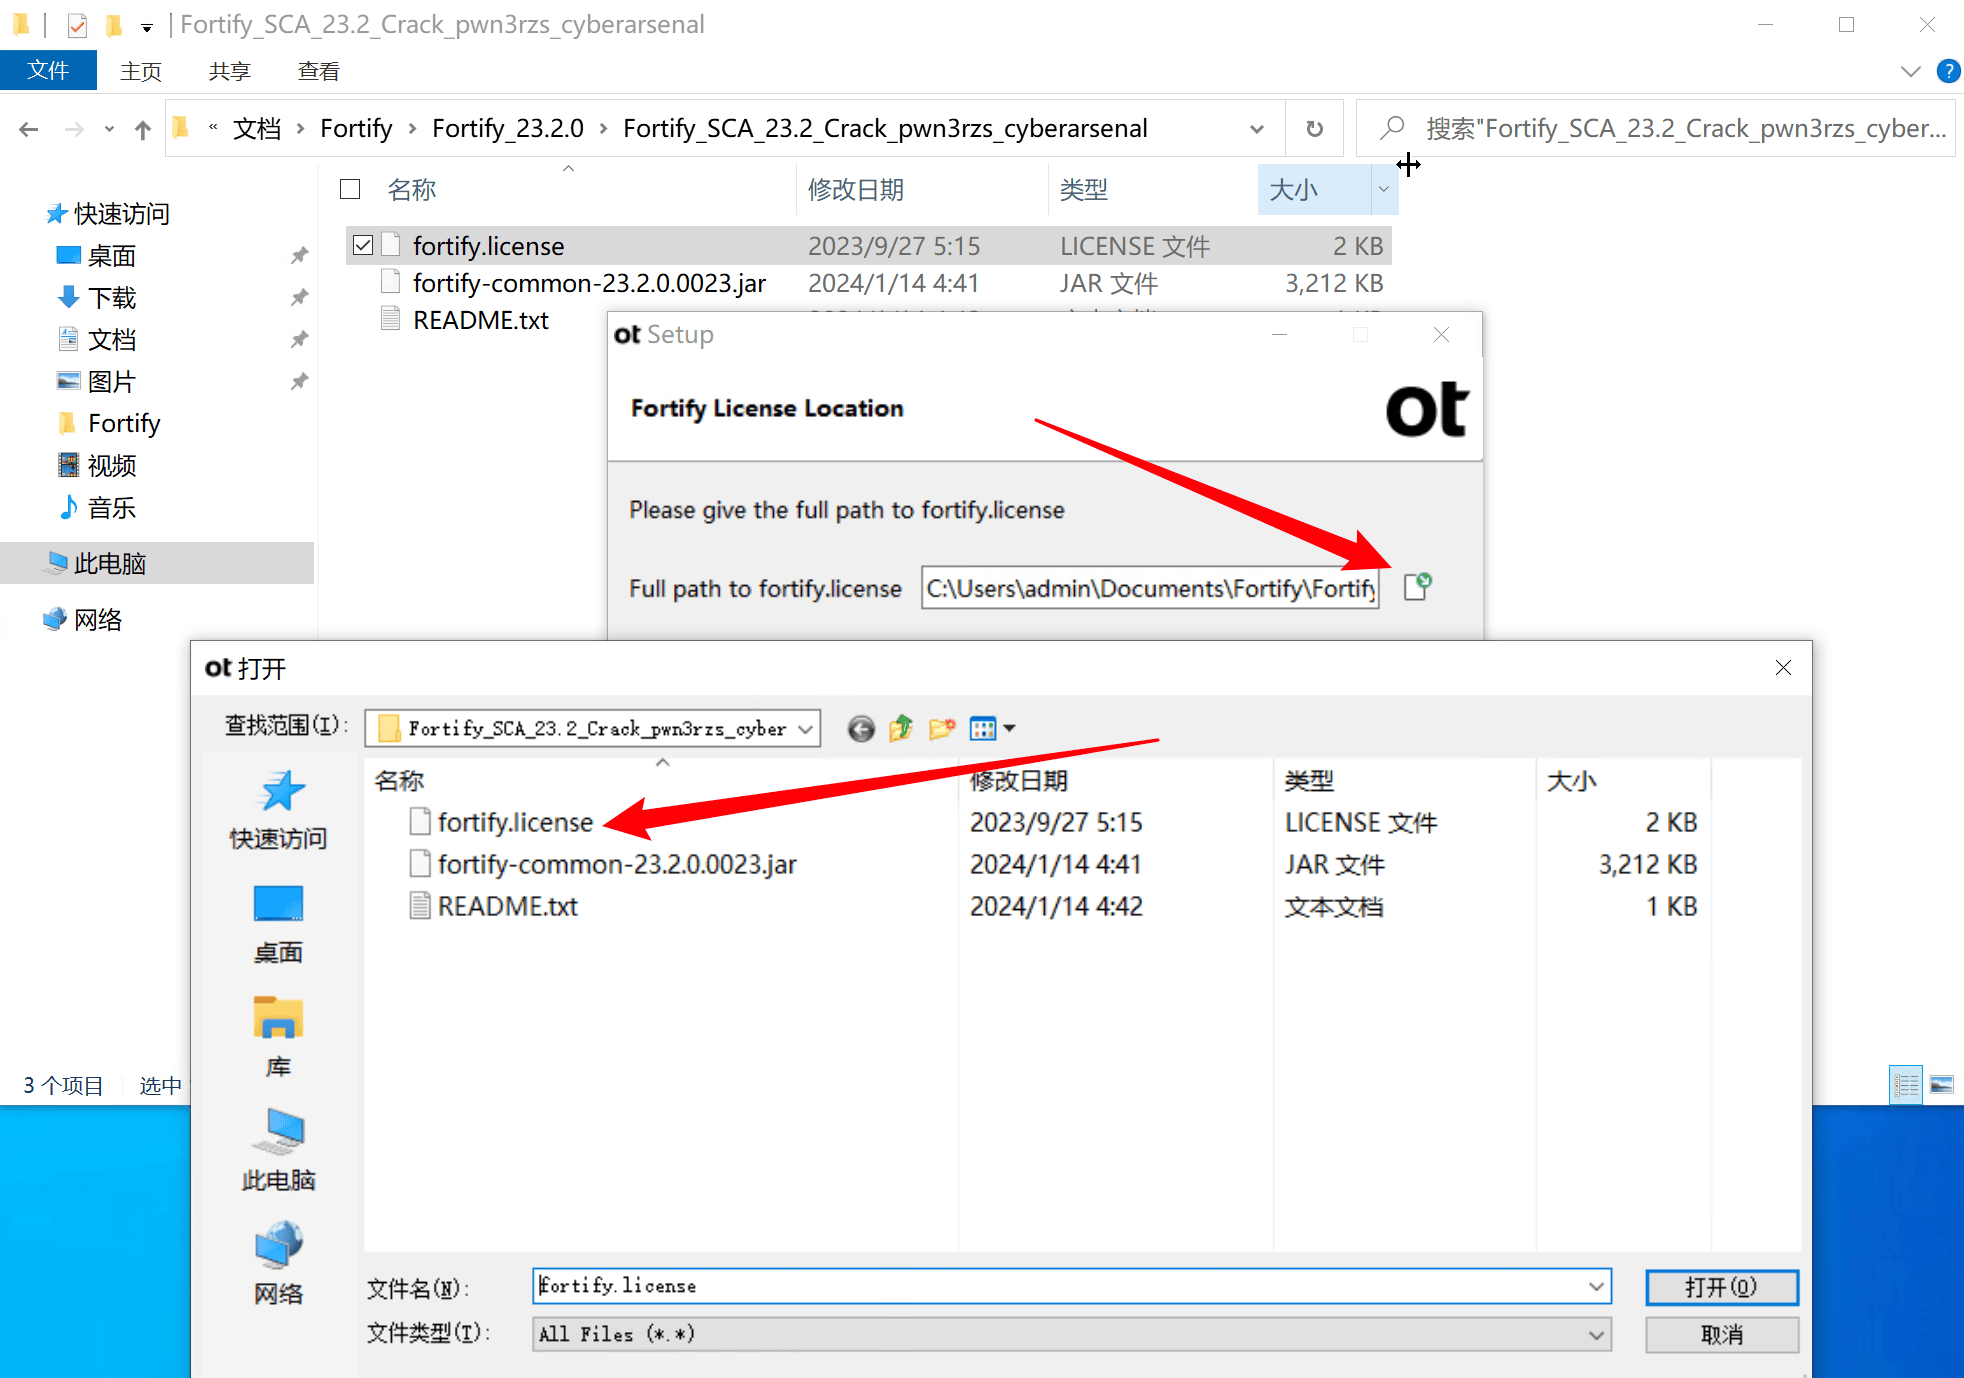 Fortify_SCA_23.2_Crack_pwn3rzs_cyberarsenal
文件 主页 共享 查看
« 文档 › Fortify › Fortify_23.2.0 › Fortify_SCA_23.2_Crack_pwn3rzs_cyberarsenal
搜索"Fortify_SCA_23.2_Crack_pwn3rzs_cyber...
名称 修改日期 类型 大小
快速访问
桌面
下载
文档
图片
Fortify
视频
音乐
此电脑
网络
fortify.license 2023/9/27 5:15 LICENSE 文件 2 KB
fortify-common-23.2.0.0023.jar 2024/1/14 4:41 JAR 文件 3,212 KB
README.txt
ot Setup
Fortify License Location
ot
Please give the full path to fortify.license
Full path to fortify.license C:\Users\admin\Documents\Fortify\Fortify
ot 打开
查找范围(I): Fortify_SCA_23.2_Crack_pwn3rzs_cyber
名称 修改日期 类型 大小
fortify.license 2023/9/27 5:15 LICENSE 文件 2 KB
fortify-common-23.2.0.0023.jar 2024/1/14 4:41 JAR 文件 3,212 KB
README.txt 2024/1/14 4:42 文本文档 1 KB
快速访问
桌面
库
此电脑
网络
文件名(N): fortify.license 打开(O)
文件类型(T): All Files (*.*) 取消
3 个项目 选中